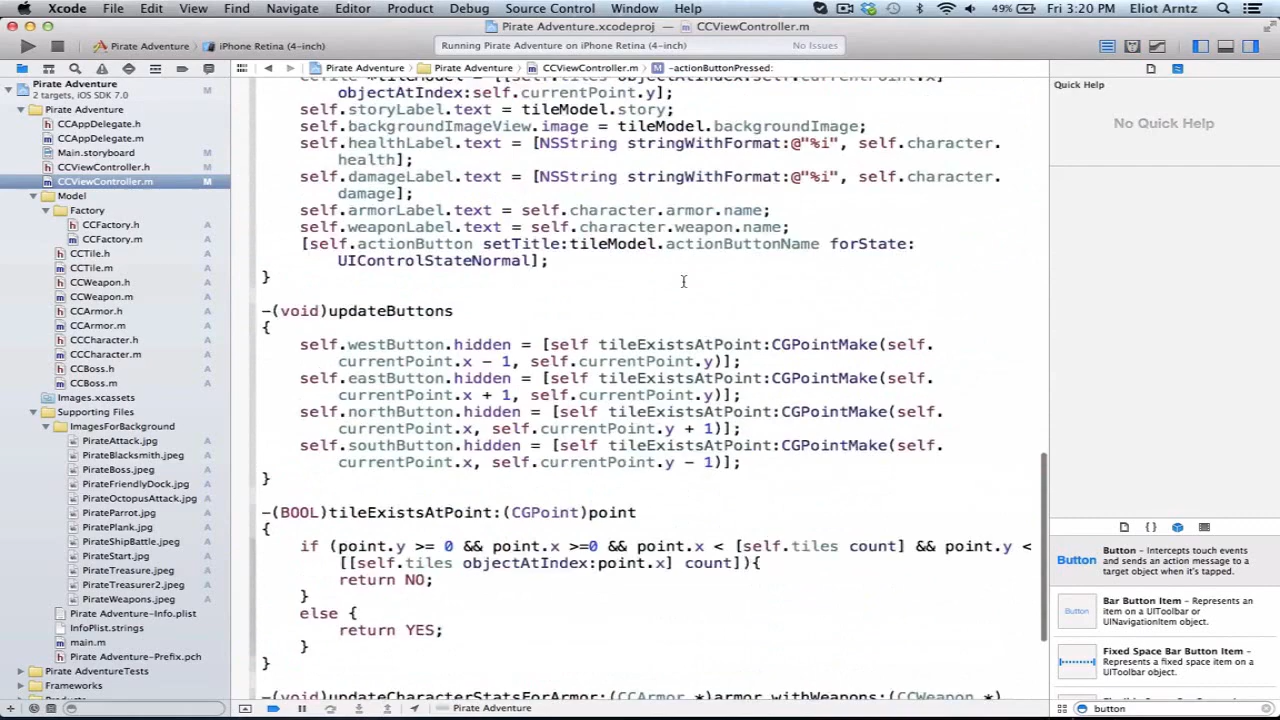 Xcode File Edit View Find Navigate Editor Product Debug Source Control Window Help 49% Fri 3:20 PM Eliot Arntz
Pirate Adventure.xcodeproj — CCViewController.m
Pirate Adventure iPhone Retina (4-inch) Running Pirate Adventure on iPhone Retina (4-inch) No Issues
Pirate Adventure Pirate Adventure CCViewController.m M -actionButtonPressed:
Pirate Adventure M
2 targets, iOS SDK 7.0
Pirate Adventure
h CCAppDelegate.h
m CCAppDelegate.m
Main.storyboard M
h CCViewController.h M
m CCViewController.m M
Model
Factory
h CCFactory.h A
m CCFactory.m A
h CCTile.h A
m CCTile.m A
h CCWeapon.h A
m CCWeapon.m A
h CCArmor.h A
m CCArmor.m A
h CCCharacter.h A
m CCCharacter.m A
h CCBoss.h A
m CCBoss.m A
Images.xcassets
Supporting Files
ImagesForBackground
PirateAttack.jpg A
PirateBlacksmith.jpeg A
PirateBoss.jpeg A
PirateFriendlyDock.jpg A
PirateOctopusAttack.jpg A
PirateParrot.jpg A
PiratePlank.jpg A
PirateShipBattle.jpeg A
PirateStart.jpg A
PirateTreasure.jpeg A
PirateTreasurer2.jpeg A
PirateWeapons.jpeg A
Pirate Adventure-Info.plist
InfoPlist.strings
m main.m
h Pirate Adventure-Prefix.pch
Pirate AdventureTests
Frameworks
CCTile *tileModel = [[self.tiles objectAtIndex:self.currentPoint.x]
objectAtIndex:self.currentPoint.y];
self.storyLabel.text = tileModel.story;
self.backgroundImageView.image = tileModel.backgroundImage;
self.healthLabel.text = [NSString stringWithFormat:@"%i", self.character.
health];
self.damageLabel.text = [NSString stringWithFormat:@"%i", self.character.
damage];
self.armorLabel.text = self.character.armor.name;
self.weaponLabel.text = self.character.weapon.name;
[self.actionButton setTitle:tileModel.actionButtonName forState:
UIControlStateNormal];
}
-(void)updateButtons
{
self.westButton.hidden = [self tileExistsAtPoint:CGPointMake(self.
currentPoint.x - 1, self.currentPoint.y)];
self.eastButton.hidden = [self tileExistsAtPoint:CGPointMake(self.
currentPoint.x + 1, self.currentPoint.y)];
self.northButton.hidden = [self tileExistsAtPoint:CGPointMake(self.
currentPoint.x, self.currentPoint.y + 1)];
self.southButton.hidden = [self tileExistsAtPoint:CGPointMake(self.
currentPoint.x, self.currentPoint.y - 1)];
}
-(BOOL)tileExistsAtPoint:(CGPoint)point
{
if (point.y >= 0 && point.x >=0 && point.x < [self.tiles count] && point.y <
[[self.tiles objectAtIndex:point.x] count]){
return NO;
}
else {
return YES;
}
}
-(void)updateCharacterStatsForArmor:(CCArmor *)armor withWeapons:(CCWeapon *)
Pirate Adventure
Quick Help
No Quick Help
Button
Button - Intercepts touch events
and sends an action message to a
target object when it's tapped.
Button
Bar Button Item - Represents an
item on a UIToolbar or
UINavigationItem object.
Fixed Space Bar Button Item -
Represents a fixed space item on a
UIToolbar object.
button